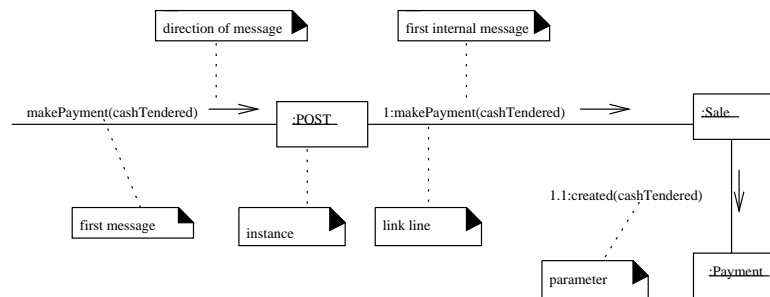 direction of message
first internal message
makePayment(cashTendered)
:POST
1:makePayment(cashTendered)
:Sale
first message
instance
link line
1.1:created(cashTendered)
parameter
:Payment